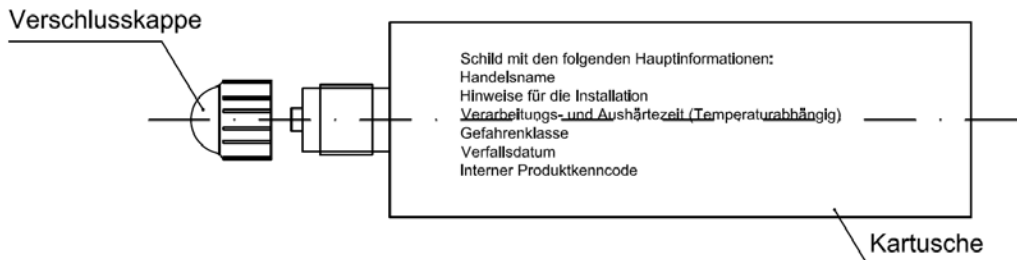 Verschlusskappe
Schild mit den folgenden Hauptinformationen:
Handelsname
Hinweise für die Installation
Verarbeitungs- und Aushärtezeit (Temperaturabhängig)
Gefahrenklasse
Verfallsdatum
Interner Produktkenncode
Kartusche